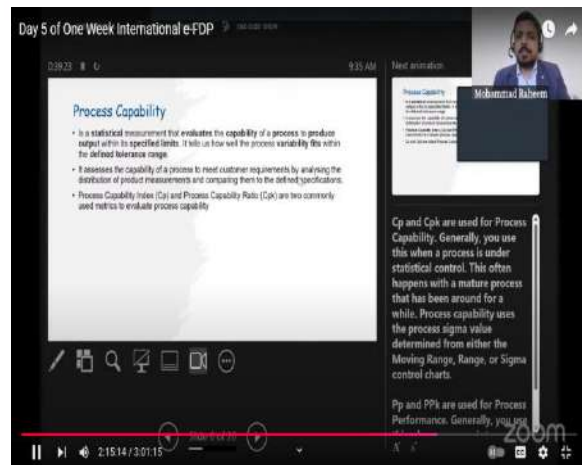 Day 5 of One Week International e-FDP
0:39:23
9:35 AM
Next animation
Mohammad Raheem
Process Capability
Process Capability
• Is a statistical measurement that evaluates the capability of a process to produce
output within its specified limits. It tells us how well the process variability fits within
the defined tolerance range.
• It assesses the capability of a process to meet customer requirements by analysing the
distribution of product measurements and comparing them to the defined specifications.
• Process Capability Index (Cp) and Process Capability Ratio (Cpk) are two commonly
used metrics to evaluate process capability
Cp and Cpk are used for Process
Capability. Generally, you use
this when a process is under
statistical control. This often
happens with a mature process
that has been around for a
while. Process capability uses
the process sigma value
determined from either the
Moving Range, Range, or Sigma
control charts.
Pp and PPk are used for Process
Performance. Generally, you use
zoom
2:15:14 / 3:01:15